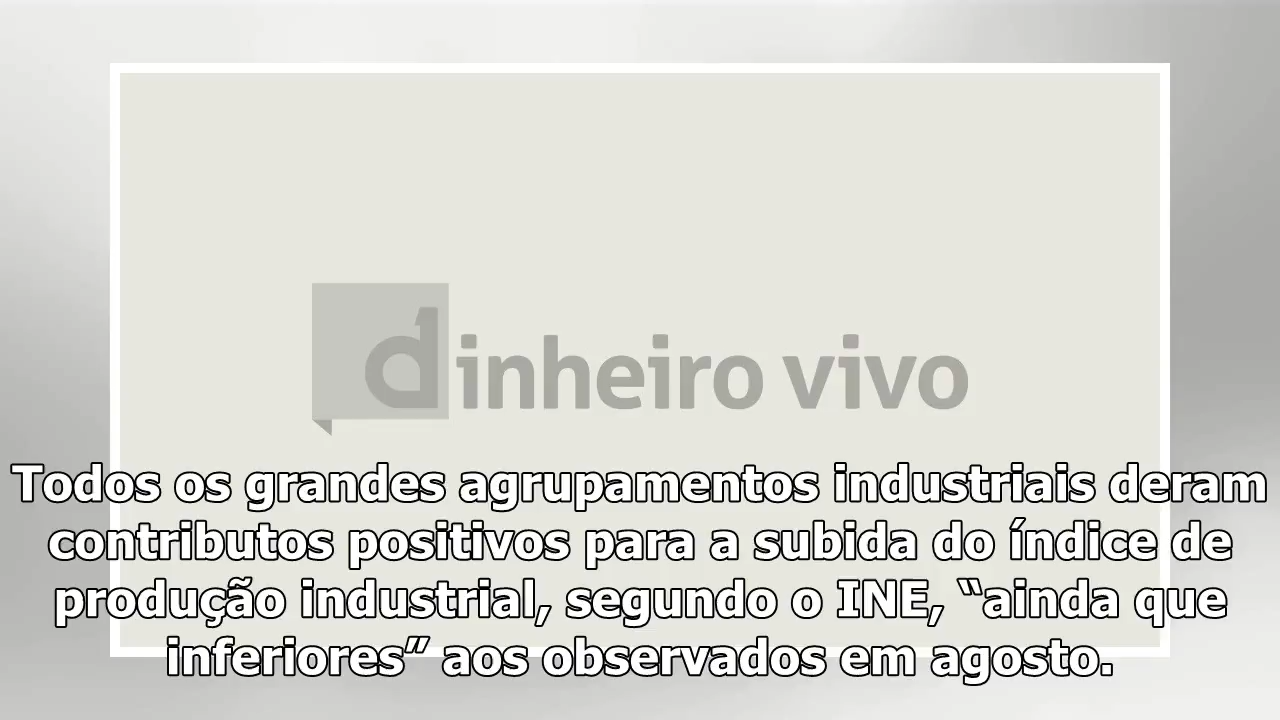 dinheiro vivo
Todos os grandes agrupamentos industriais deram
contributos positivos para a subida do índice de
produção industrial, segundo o INE, “ainda que
inferiores” aos observados em agosto.